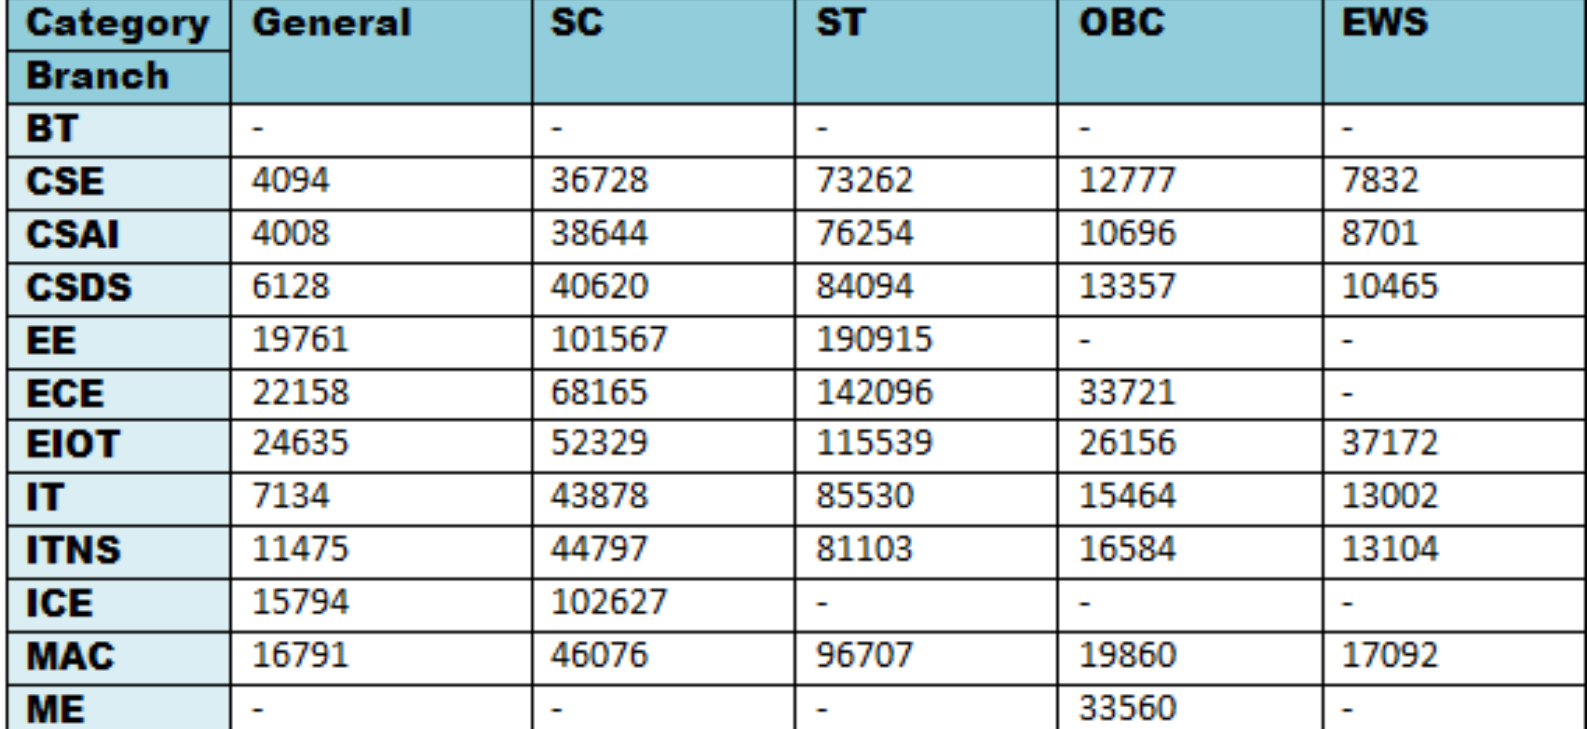 Category General SC ST OBC EWS
Branch
BT - - - - -
CSE 4094 36728 73262 12777 7832
CSAI 4008 38644 76254 10696 8701
CSDS 6128 40620 84094 13357 10465
EE 19761 101567 190915 - -
ECE 22158 68165 142096 33721 -
EIOT 24635 52329 115539 26156 37172
IT 7134 43878 85530 15464 13002
ITNS 11475 44797 81103 16584 13104
ICE 15794 102627 - - -
MAC 16791 46076 96707 19860 17092
ME - - - 33560 -